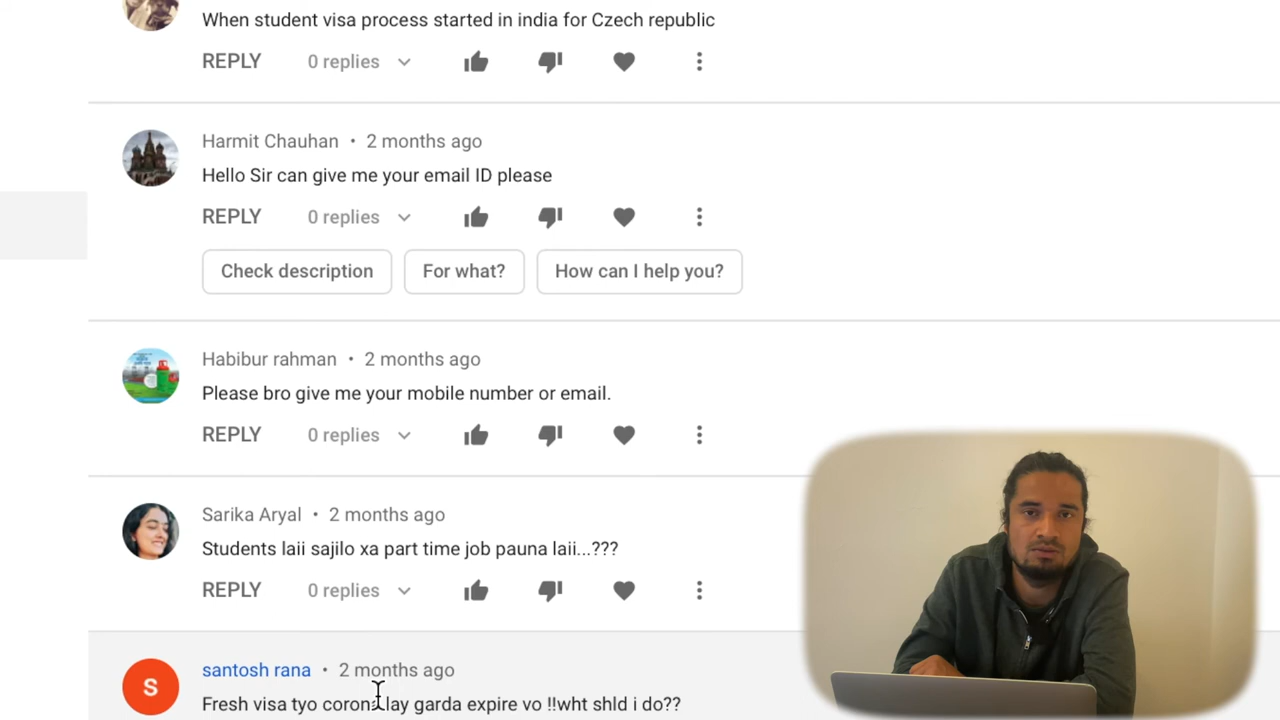 When student visa process started in india for Czech republic
REPLY 0 replies
Harmit Chauhan • 2 months ago
Hello Sir can give me your email ID please
REPLY 0 replies
Check description For what? How can I help you?
Habibur rahman • 2 months ago
Please bro give me your mobile number or email.
REPLY 0 replies
Sarika Aryal • 2 months ago
Students laii sajilo xa part time job pauna laii...???
REPLY 0 replies
S santosh rana • 2 months ago
Fresh visa tyo corona lay garda expire vo !!wht shld i do??